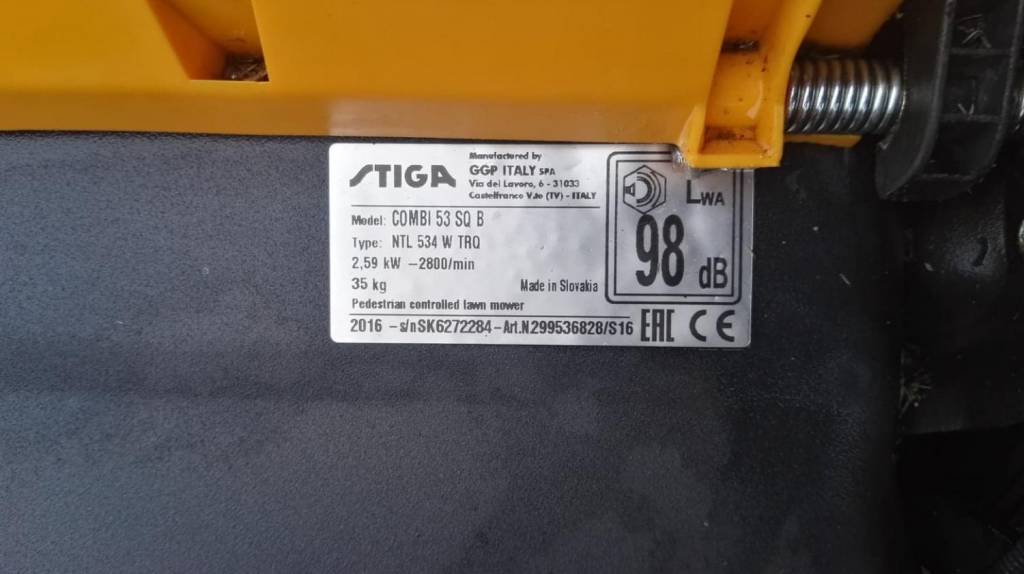 STIGA
Manufactured by
GGP ITALY SPA
Via del Lavoro, 6 - 31033
Castelfranco V.to (TV) - ITALY
Model: COMBI 53 SQ B
Type: NTL 534 W TRQ
2,59 kW -2800/min
35 kg
Made in Slovakia
Pedestrian controlled lawn mower
2016 -s/nSK6272284-Art.N.299536828/S16
LWA
98 dB
EAC CE